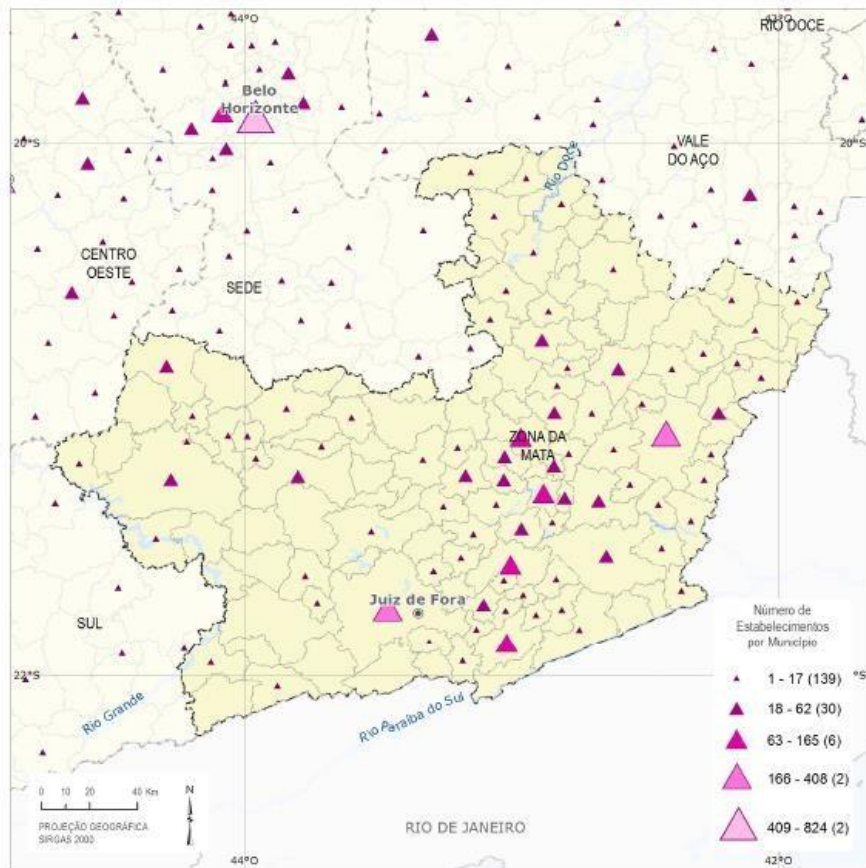 44°O
42°O
RIO DOCE
Belo
Horizonte
20°S
20°S
VALE
DO AÇO
Rio Doce
CENTRO
OESTE
SEDE
ZONA DA
MATA
Juiz de Fora
SUL
22°S
°S
Rio Grande
Rio Paraíba do Sul
Número de
Estabelecimentos
por Município
1 - 17 (139)
18 - 62 (30)
63 - 165 (6)
166 - 408 (2)
409 - 824 (2)
0 10 20 40 Km
N
PROJEÇÃO GEOGRÁFICA
SIRGAS 2000
RIO DE JANEIRO
44°O
42°O